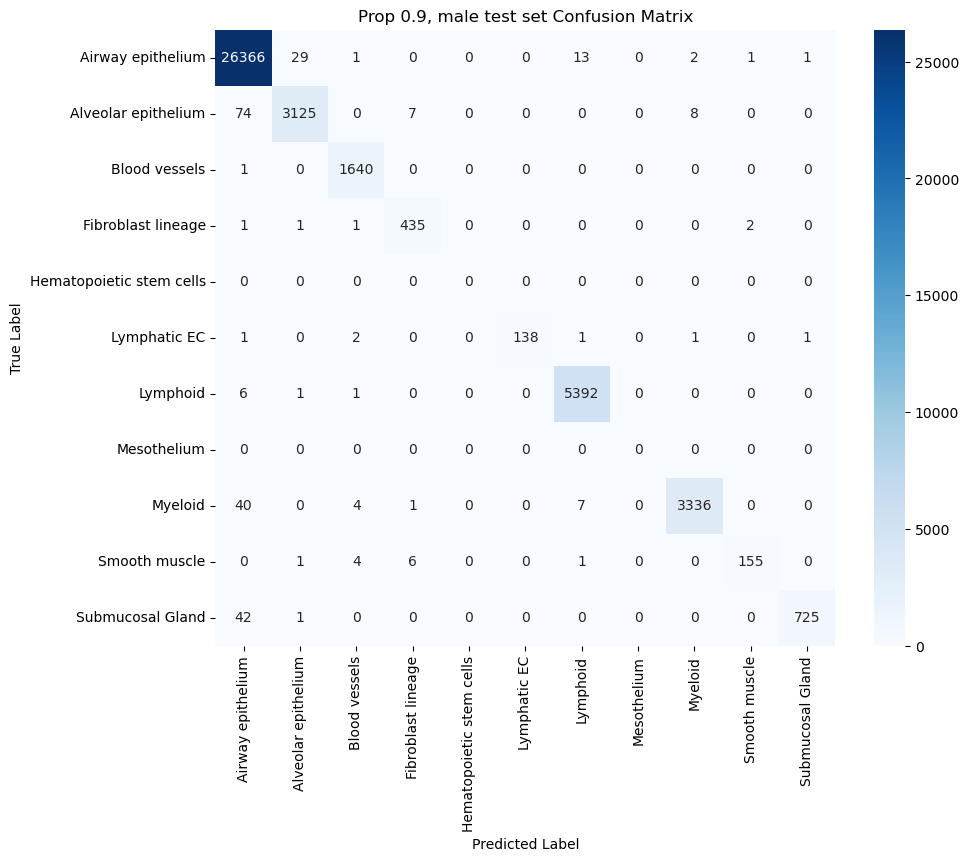 Prop 0.9, male test set Confusion Matrix
Airway epithelium 26366 29 1 0 0 0 13 0 2 1 1
Alveolar epithelium 74 3125 0 7 0 0 0 0 8 0 0
Blood vessels 1 0 1640 0 0 0 0 0 0 0 0
Fibroblast lineage 1 1 1 435 0 0 0 0 0 2 0
Hematopoietic stem cells 0 0 0 0 0 0 0 0 0 0 0
Lymphatic EC 1 0 2 0 0 138 1 0 1 0 1
Lymphoid 6 1 1 0 0 0 5392 0 0 0 0
Mesothelium 0 0 0 0 0 0 0 0 0 0 0
Myeloid 40 0 4 1 0 0 7 0 3336 0 0
Smooth muscle 0 1 4 6 0 0 1 0 0 155 0
Submucosal Gland 42 1 0 0 0 0 0 0 0 0 725
True Label
Airway epithelium
Alveolar epithelium
Blood vessels
Fibroblast lineage
Hematopoietic stem cells
Lymphatic EC
Lymphoid
Mesothelium
Myeloid
Smooth muscle
Submucosal Gland
Predicted Label
25000
20000
15000
10000
5000
0